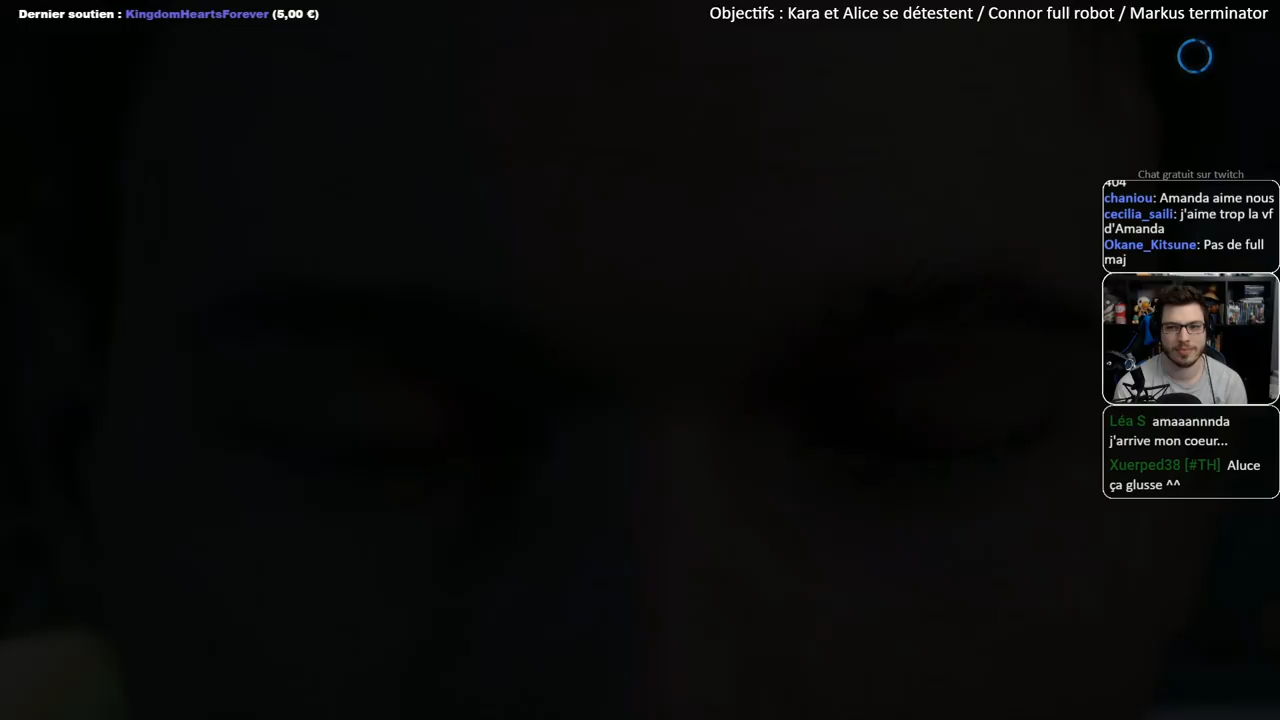 Dernier soutien : KingdomHeartsForever (5,00 €)
Objectifs : Kara et Alice se détestent / Connor full robot / Markus terminator
Chat gratuit sur twitch
404
chaniou: Amanda aime nous
cecilia_saili: j'aime trop la vf
d'Amanda
Okane_Kitsune: Pas de full
maj
Léa S amaaannnda
j'arrive mon coeur...
Xuerped38 [#TH] Aluce
ça glusse ^^